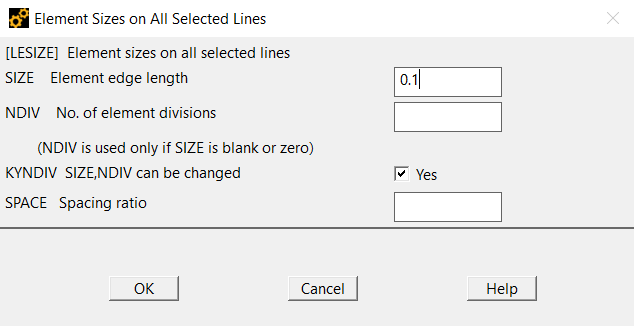 Element Sizes on All Selected Lines
[LESIZE] Element sizes on all selected lines
SIZE Element edge length 0.1
NDIV No. of element divisions
(NDIV is used only if SIZE is blank or zero)
KYNDIV SIZE,NDIV can be changed Yes
SPACE Spacing ratio
OK Cancel Help